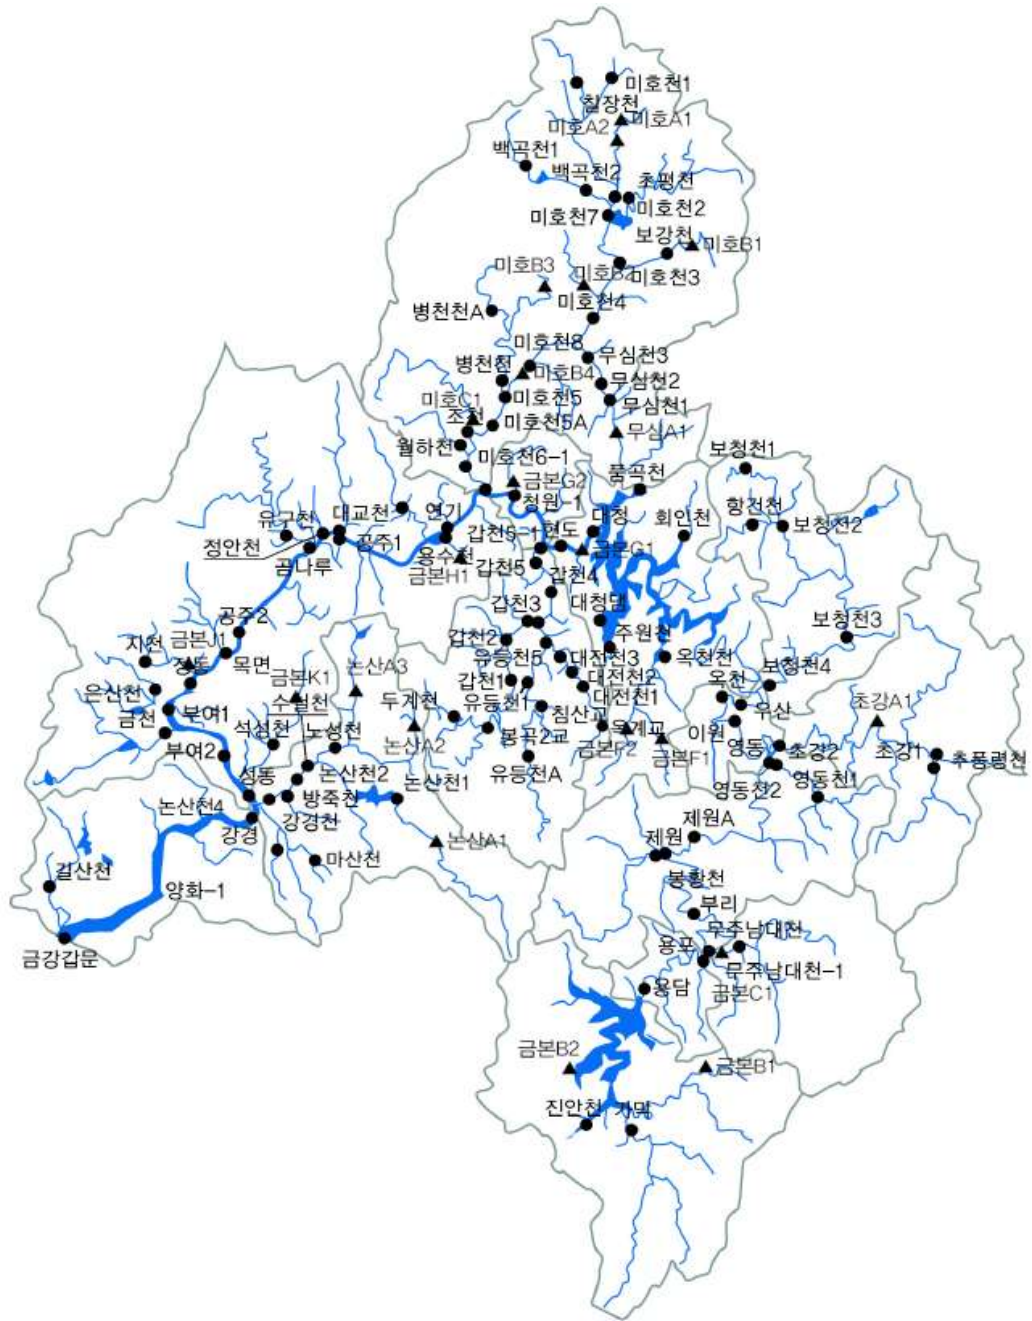 미호천1
칠장천
미호A1
미호A2
백곡천1
백곡천2
초평천
미호천2
미호천7
보강천
미호B1
미호B3
미호B2
미호천3
미호천4
병천천A
미호천8
무심천3
병천천
미호B4
무심천2
미호C1
미호천5
무심천1
조천
미호천5A
무심A1
월하천
미호천6-1
품곡천
보청천1
금본G2
청원-1
대교천
연기
대청
회인천
항건천
보청천2
유구천
갑천5-1
현도
정안천
공주1
용수천
금본G1
곰나루
금본H1
갑천5
갑천4
갑천3
대청댐
공주2
갑천2
주원천
보청천3
지천
금본J1
유등천5
대전천3
옥천천
정동
목면
금본K1
논산A3
갑천1
대전천2
보청천4
은산천
수철천
두계천
유등천1
대전천1
옥천
초강A1
금천
부여1
침산교
우산
석성천
노성천
논산A2
봉곡2교
옥계교
이원
부여2
금본F2
금본F1
영동
초강2
초강1
추풍령천
석동
논산천2
논산천1
유등천A
영동천2
영동천1
논산천4
방죽천
강경
강경천
제원A
논산A1
제원
길산천
마산천
봉황천
양화-1
부리
금강갑문
용포
무주남대천
무주남대천-1
용담
금본C1
금본B2
금본B1
진안천
가막